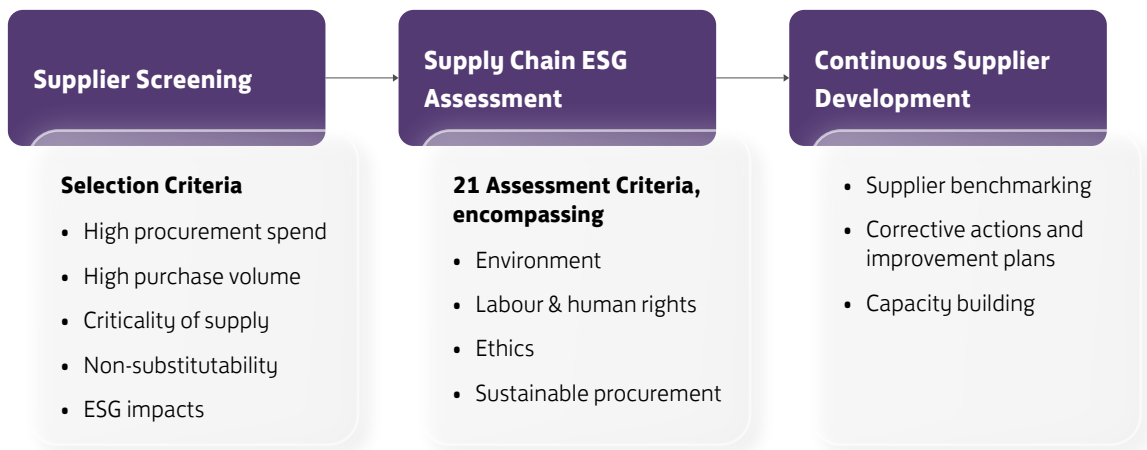 Supplier Screening
Selection Criteria
• High procurement spend
• High purchase volume
• Criticality of supply
• Non-substitutability
• ESG impacts
Supply Chain ESG
Assessment
21 Assessment Criteria,
encompassing
• Environment
• Labour & human rights
• Ethics
• Sustainable procurement
Continuous Supplier
Development
• Supplier benchmarking
• Corrective actions and
improvement plans
• Capacity building